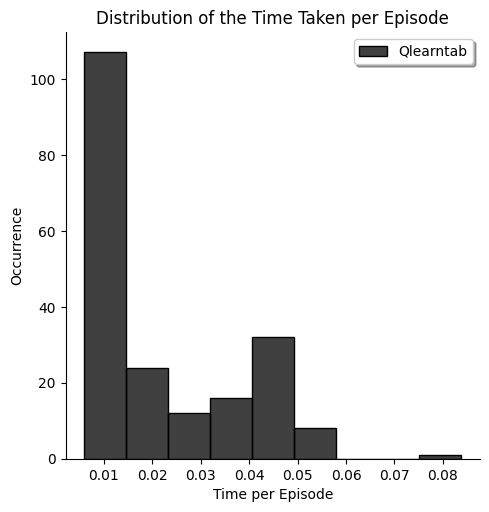 Distribution of the Time Taken per Episode
Qlearntab
100
80
60
40
20
0
Occurrence
0.01 0.02 0.03 0.04 0.05 0.06 0.07 0.08
Time per Episode